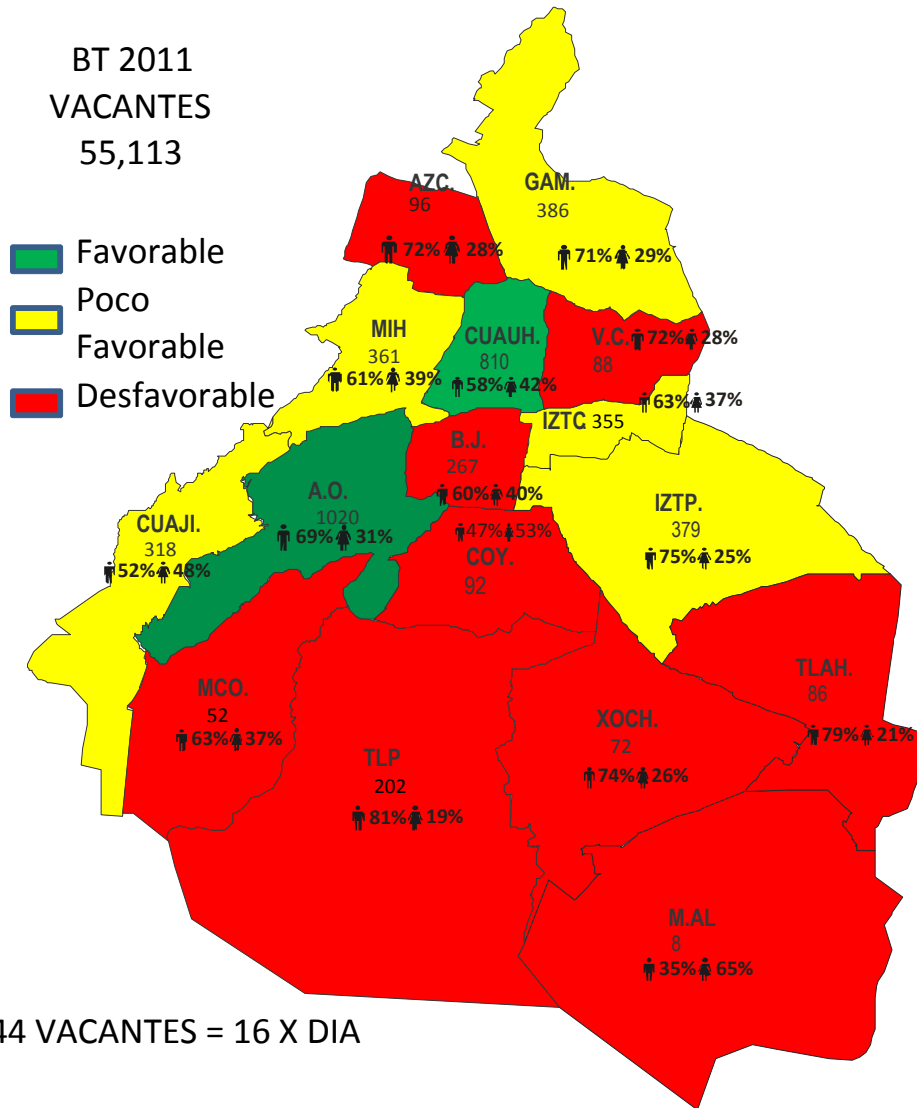 BT 2011
VACANTES
55,113
Favorable
Poco
Favorable
Desfavorable
AZC.
96
72% 28%
GAM.
386
71% 29%
MIH
361
61% 39%
CUAUH.
810
58% 42%
V.C.
88
72% 28%
63% 37%
IZTC. 355
B.J.
267
60% 40%
A.O.
1020
69% 31%
CUAJI.
318
52% 48%
47% 53%
COY.
92
IZTP.
379
75% 25%
MCO.
52
63% 37%
TLP
202
81% 19%
XOCH.
72
74% 26%
TLAH.
86
79% 21%
M.AL
8
35% 65%
44 VACANTES = 16 X DIA